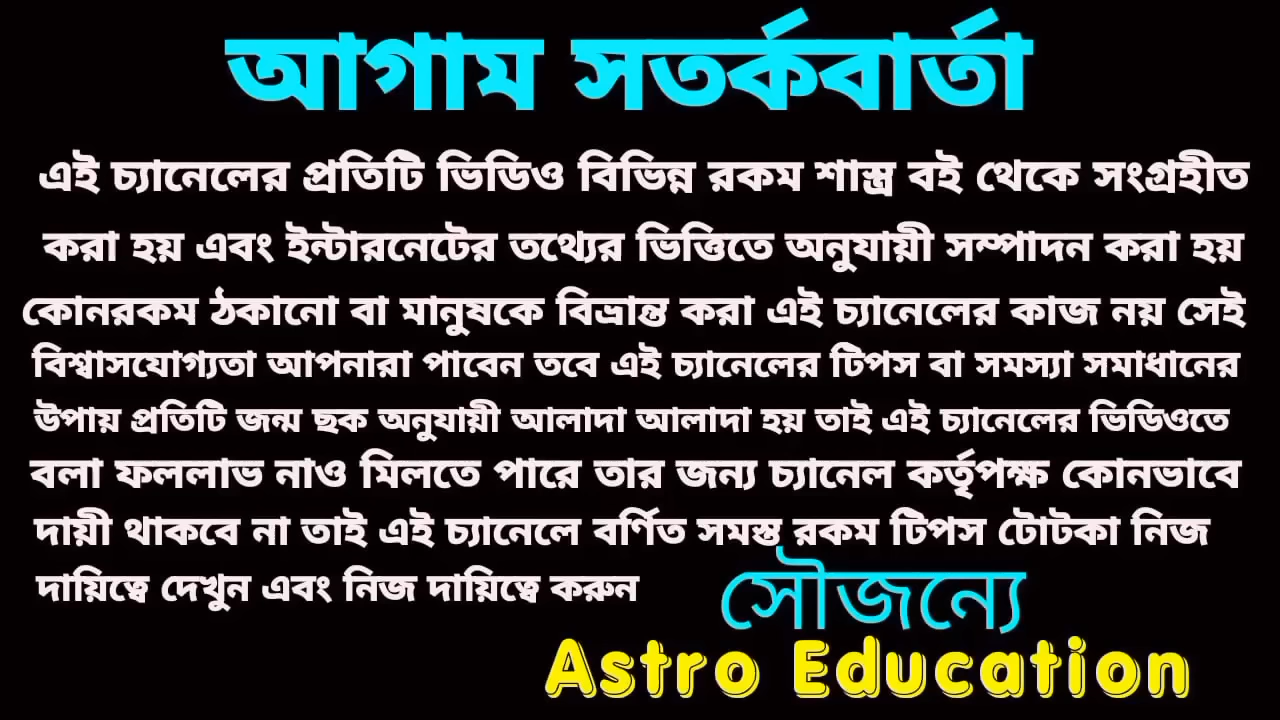 আগাম সতর্কবার্তা
এই চ্যানেলের প্রতিটি ভিডিও বিভিন্ন রকম শাস্ত্র বই থেকে সংগ্রহীত
করা হয় এবং ইন্টারনেটের তথ্যের ভিত্তিতে অনুযায়ী সম্পাদন করা হয়
কোনরকম ঠকানো বা মানুষকে বিভ্রান্ত করা এই চ্যানেলের কাজ নয় সেই
বিশ্বাসযোগ্যতা আপনারা পাবেন তবে এই চ্যানেলের টিপস বা সমস্যা সমাধানের
উপায় প্রতিটি জন্ম ছক অনুযায়ী আলাদা আলাদা হয় তাই এই চ্যানেলের ভিডিওতে
বলা ফললাভ নাও মিলতে পারে তার জন্য চ্যানেল কর্তৃপক্ষ কোনভাবে
দায়ী থাকবে না তাই এই চ্যানেলে বর্ণিত সমস্ত রকম টিপস টোটকা নিজ
দায়িত্বে দেখুন এবং নিজ দায়িত্বে করুন
সৌজন্যে
Astro Education